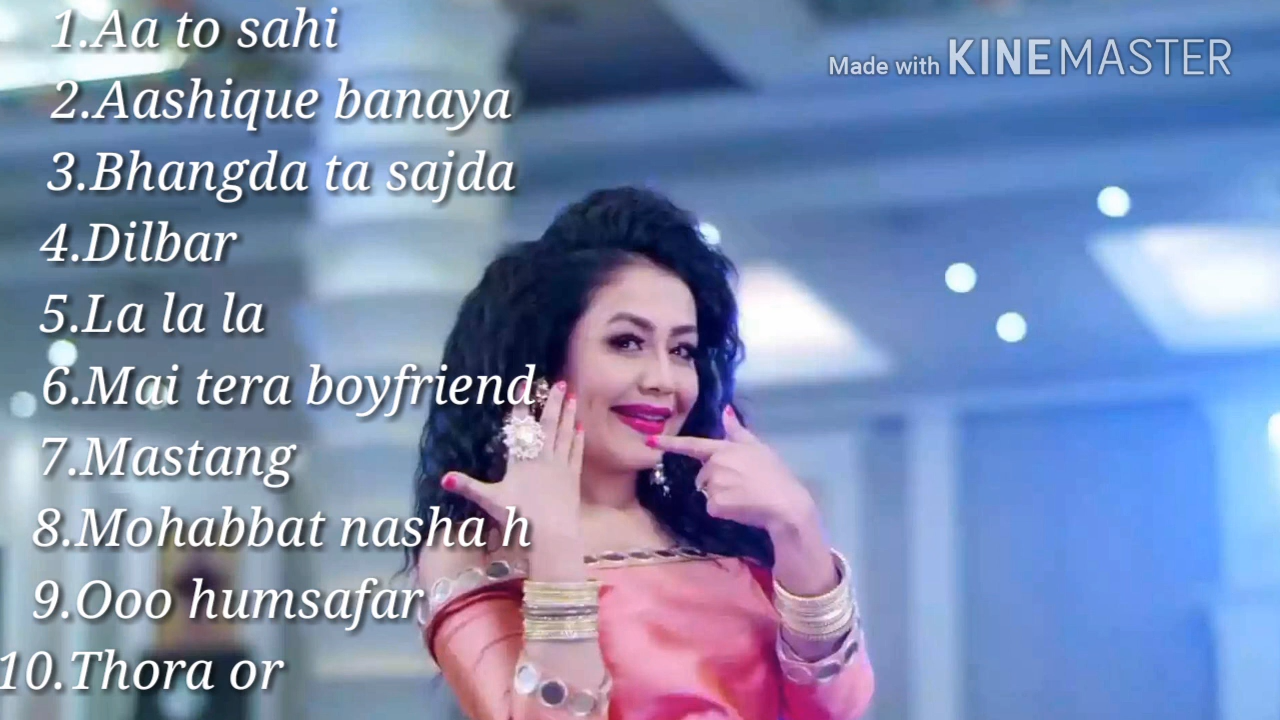 1.Aa to sahi
Made with KINEMASTER
2.Aashique banaya
3.Bhangda ta sajda
4.Dilbar
5.La la la
6.Mai tera boyfriend
7.Mastang
8.Mohabbat nasha h
9.Ooo humsafar
10.Thora or